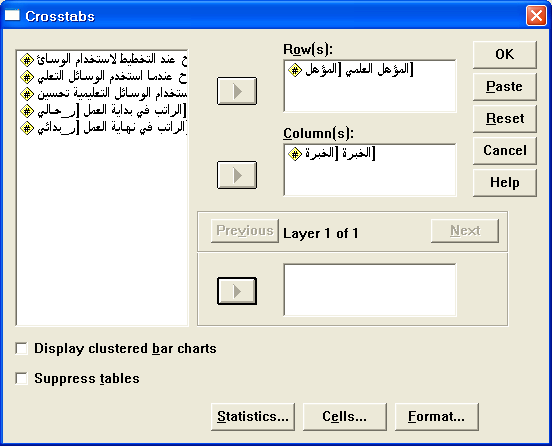 Crosstabs
ح عند التخطيط لاستخدام الوسائ
ح عندما استخدم الوسائل التعلي
ستخدام الوسائل التعليمية تحسين
الراتب في بداية العمل [ر_حالي]
الراتب في نهاية العمل [ر_بدائي]
Row(s):
المؤهل العلمي [المؤهل]
Column(s):
الخبرة [الخبرة]
OK
Paste
Reset
Cancel
Help
Previous
Layer 1 of 1
Next
Display clustered bar charts
Suppress tables
Statistics...
Cells...
Format...